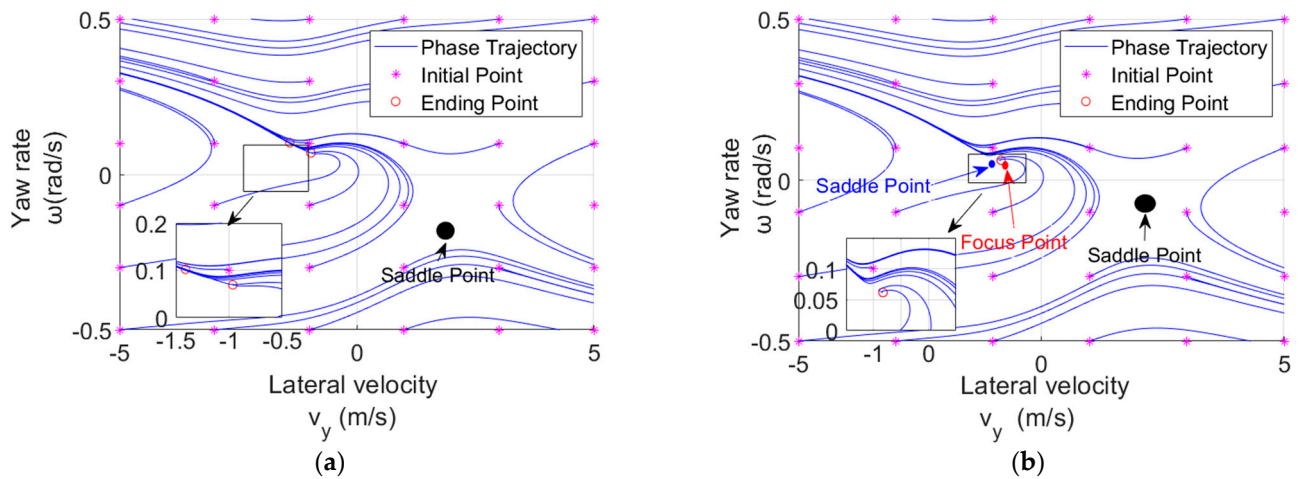 0.5
Phase Trajectory
Initial Point
Ending Point
Yaw rate
ω(rad/s)
0
0.2
0.1
0
Saddle Point
-0.5
-5
-1.5
-1
-0.5
0
5
Lateral velocity
v_y (m/s)
(a)
0.5
Phase Trajectory
Initial Point
Ending Point
Yaw rate
ω (rad/s)
0
Saddle Point
Focus Point
Saddle Point
0.1
0.05
0
-0.5
-5
-1
0
0
5
Lateral velocity
v_y (m/s)
(b)